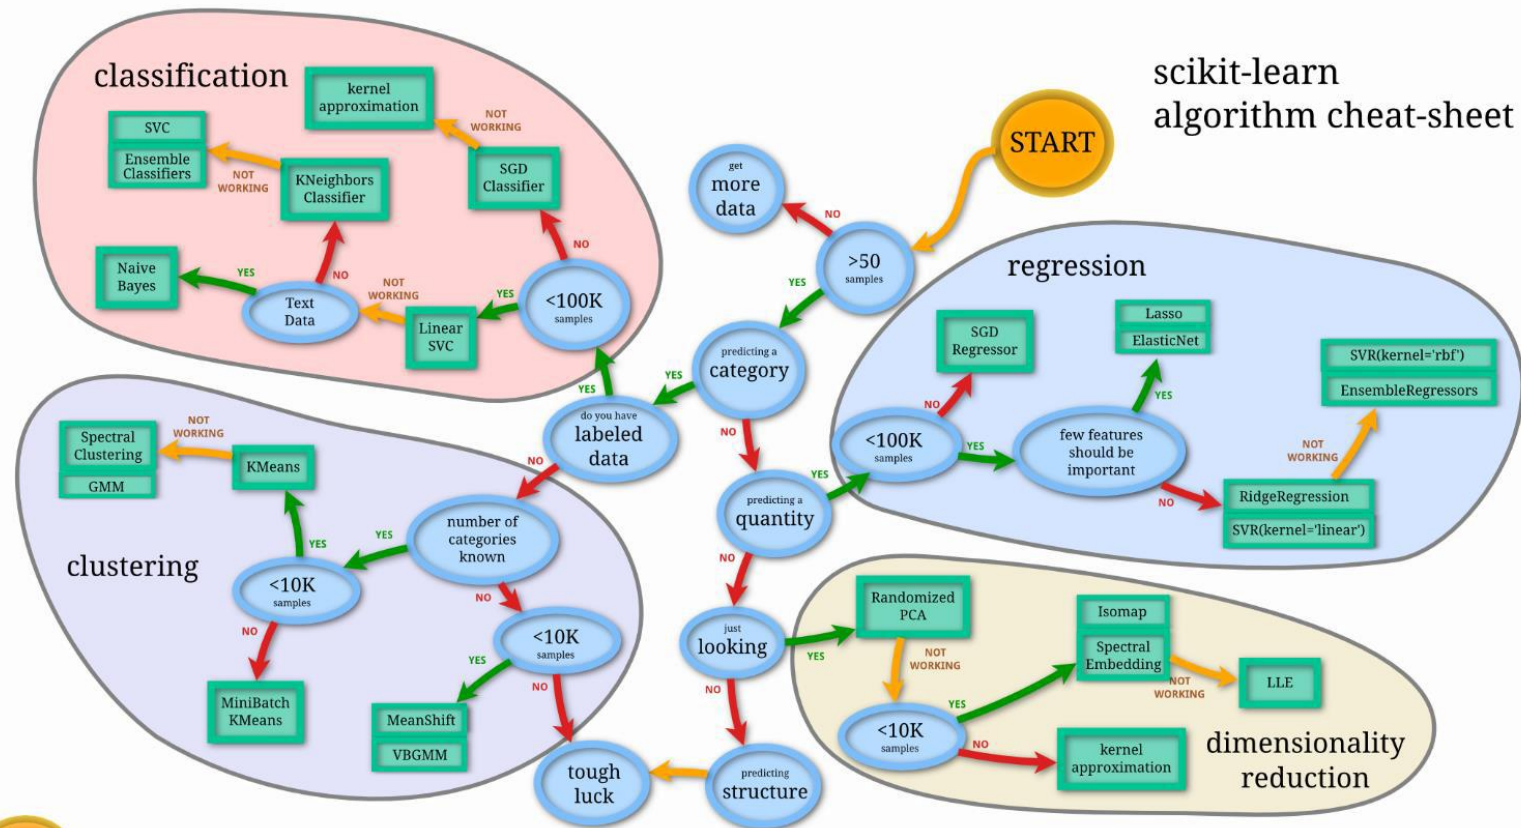 scikit-learn
algorithm cheat-sheet
START
classification
kernel
approximation
NOT
WORKING
SVC
Ensemble
Classifiers
NOT
WORKING
KNeighbors
Classifier
SGD
Classifier
NO
Naive
Bayes
YES
Text
Data
NO
NOT
WORKING
Linear
SVC
YES
<100K
samples
get
more
data
NO
>50
samples
YES
predicting a
category
YES
YES
do you have
labeled
data
NO
NO
predicting a
quantity
YES
NO
just
looking
YES
NO
predicting
structure
tough
luck
regression
SGD
Regressor
NO
<100K
samples
YES
few features
should be
important
YES
Lasso
ElasticNet
NO
RidgeRegression
SVR(kernel='linear')
NOT
WORKING
SVR(kernel='rbf')
EnsembleRegressors
clustering
Spectral
Clustering
GMM
NOT
WORKING
KMeans
YES
<10K
samples
YES
number of
categories
known
NO
NO
MiniBatch
KMeans
<10K
samples
YES
NO
MeanShift
VBGMM
Randomized
PCA
NOT
WORKING
<10K
samples
YES
NO
Isomap
Spectral
Embedding
NOT
WORKING
LLE
kernel
approximation
dimensionality
reduction